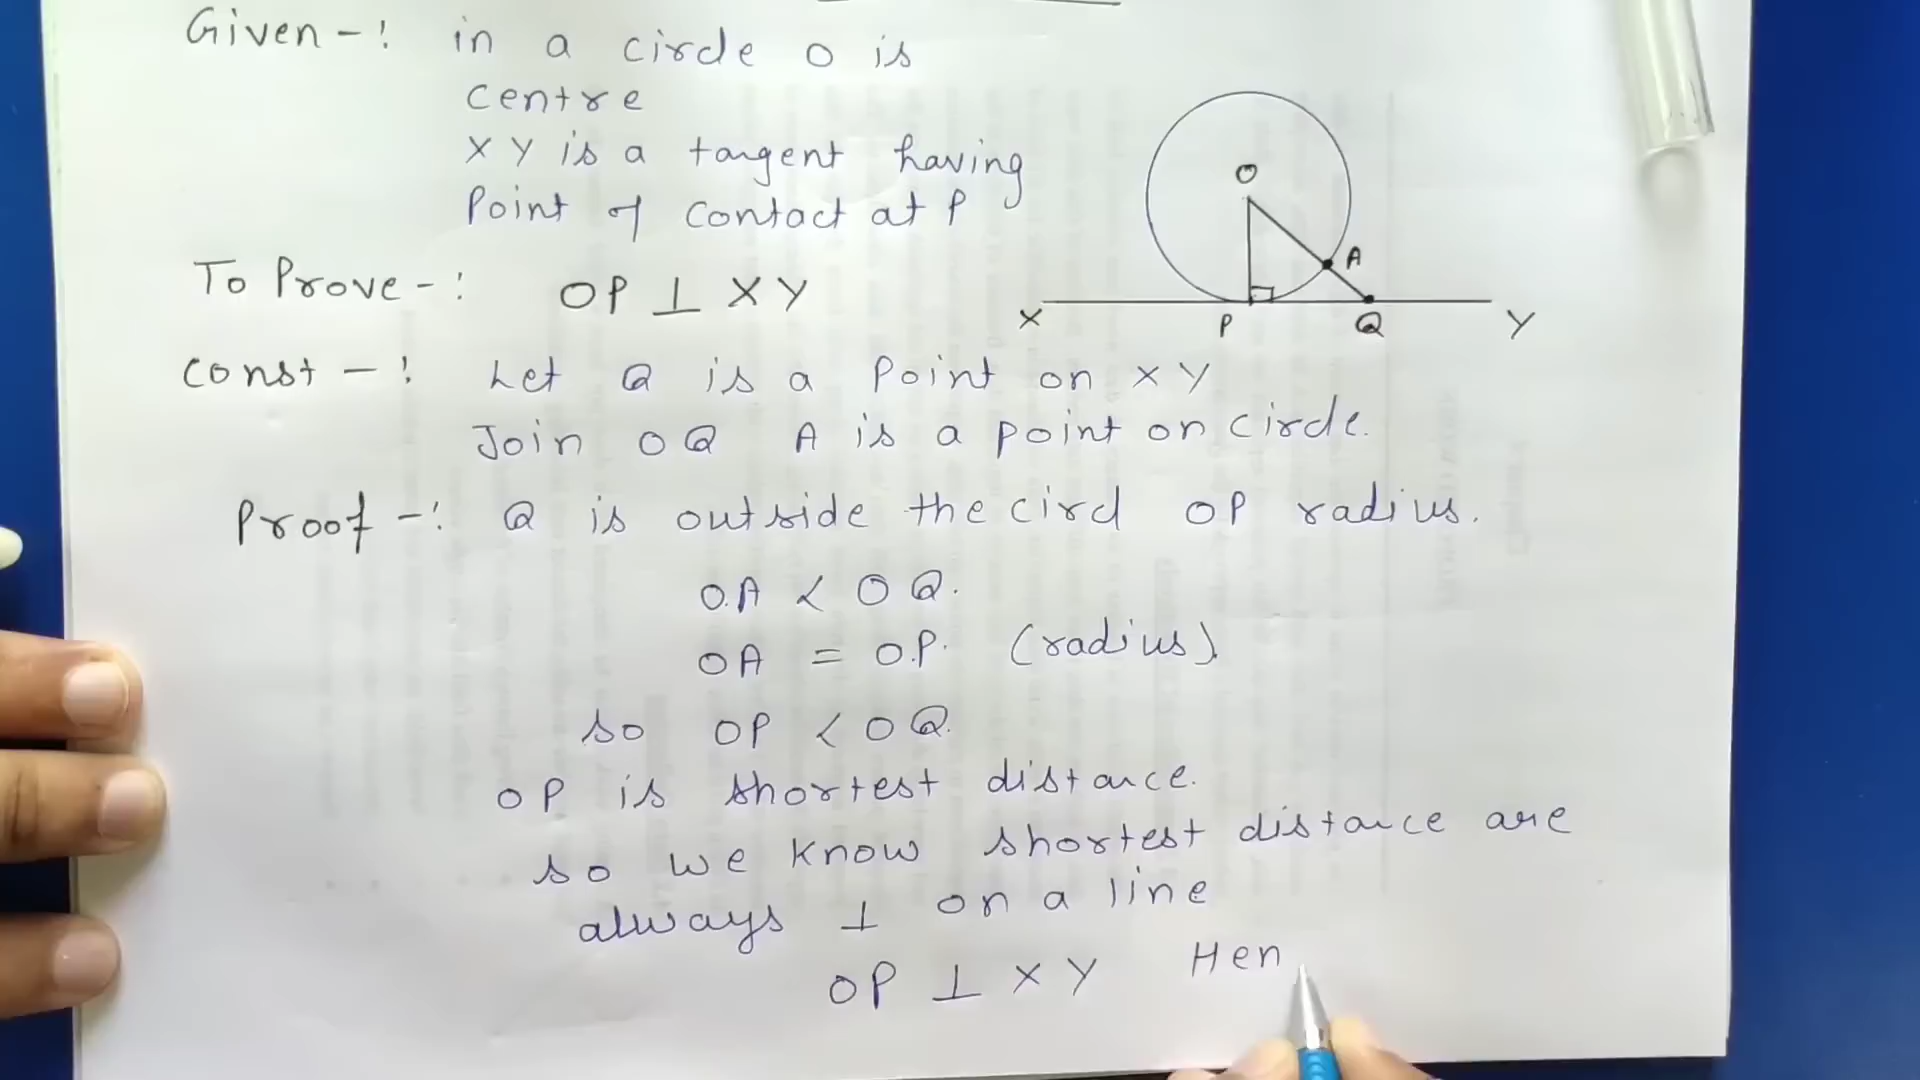 Given -: in a circle O is
centre
XY is a tangent having
Point of contact at P
To Prove -: OP ⊥ XY
O
A
X
P
Q
Y
Const -: Let Q is a Point on XY
Join OQ A is a point on circle.
Proof -: Q is outside the circl OP radius.
OA < OQ.
OA = OP. (radius)
so OP < OQ.
OP is shortest distance.
so we know shortest distance are
always ⊥ on a line
OP ⊥ XY Hen